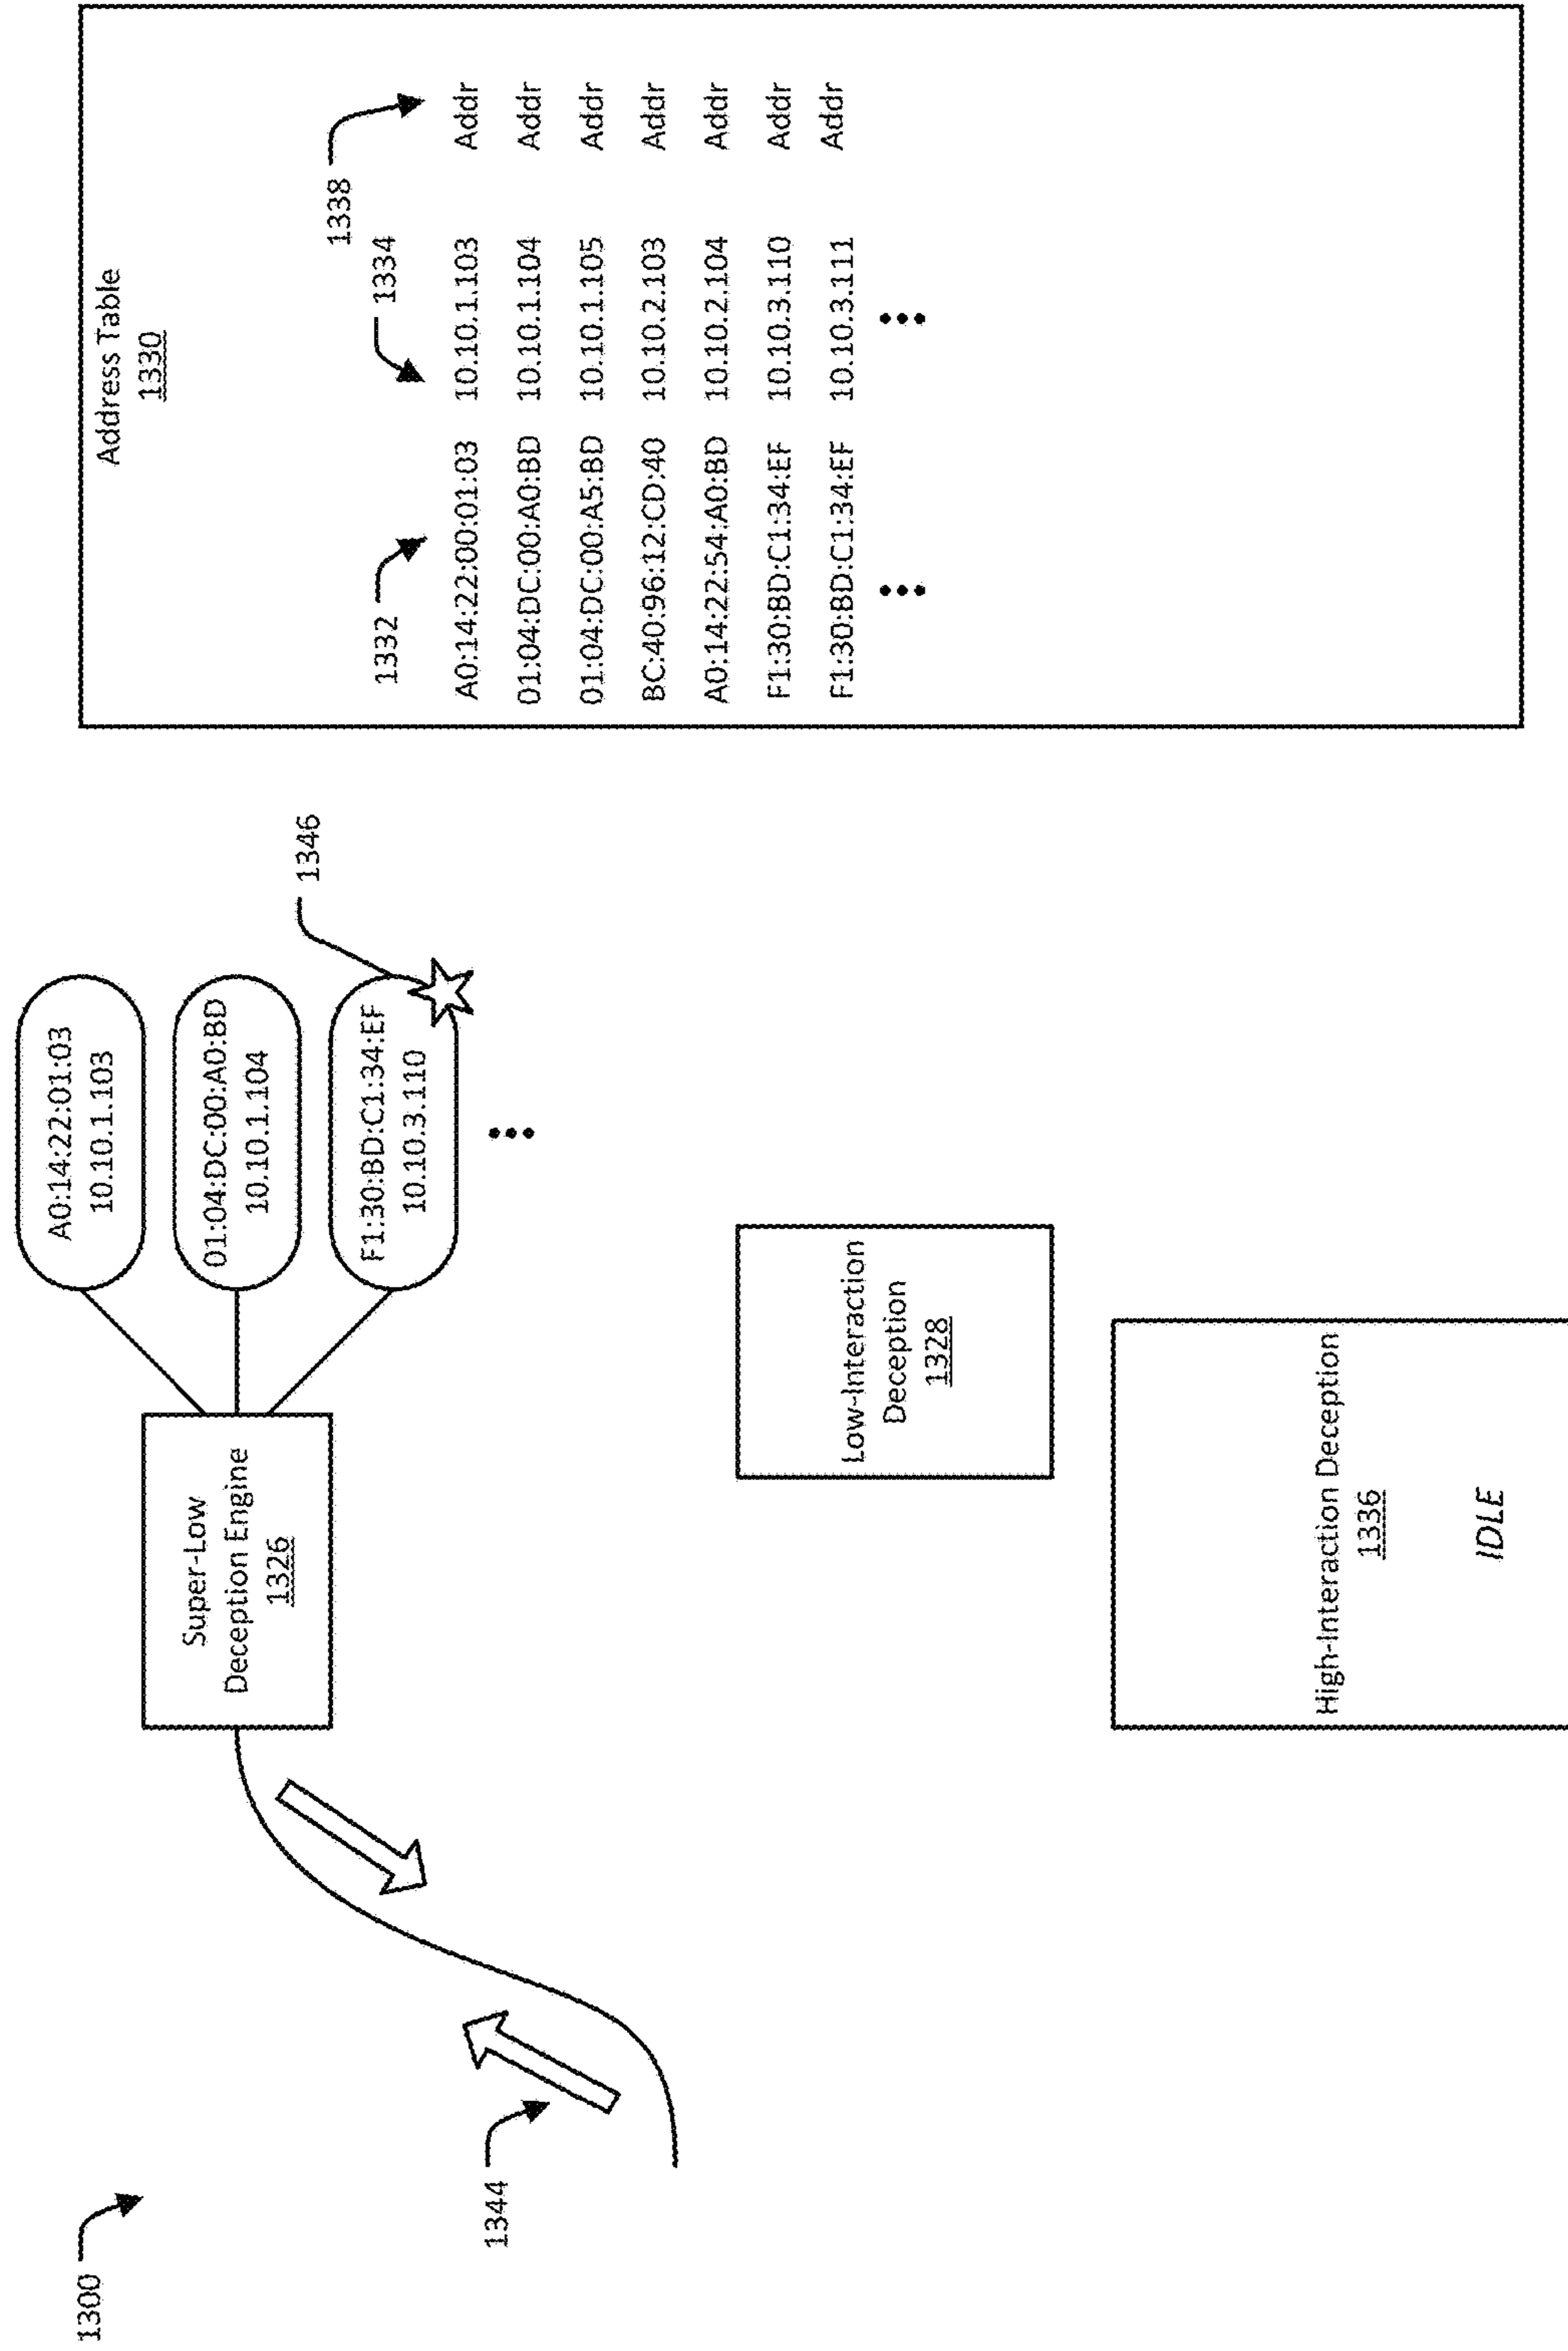 1300
1344
Super-Low
Deception Engine
1326
A0:14:22:01:03
10.10.1.103
01:04:DC:00:A0:BD
10.10.1.104
F1:30:BD:C1:34:EF
10.10.3.110
1346
Low-Interaction
Deception
1328
High-Interaction Deception
1336
IDLE
Address Table
1330
1332
1334
1338
A0:14:22:00:01:03 10.10.1.103 Addr
01:04:DC:00:A0:BD 10.10.1.104 Addr
01:04:DC:00:A5:BD 10.10.1.105 Addr
BC:40:96:12:CD:40 10.10.2.103 Addr
A0:14:22:54:A0:BD 10.10.2.104 Addr
F1:30:BD:C1:34:EF 10.10.3.110 Addr
F1:30:BD:C1:34:EF 10.10.3.111 Addr